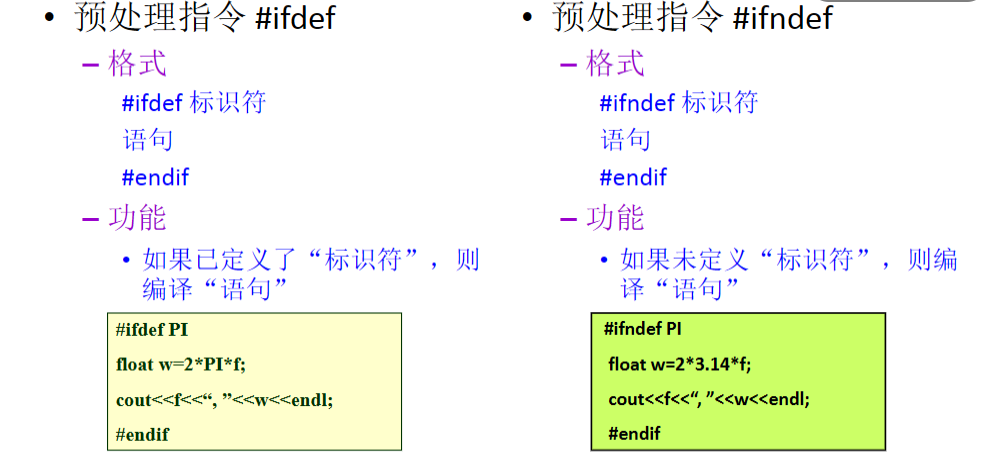 • 预处理指令 #ifdef
– 格式
#ifdef 标识符
语句
#endif
– 功能
• 如果已定义了“标识符”，则
编译“语句”
#ifdef PI
float w=2*PI*f;
cout<<f<<“, ”<<w<<endl;
#endif
• 预处理指令 #ifndef
– 格式
#ifndef 标识符
语句
#endif
– 功能
• 如果未定义“标识符”，则编
译“语句”
#ifndef PI
float w=2*3.14*f;
cout<<f<<“, ”<<w<<endl;
#endif